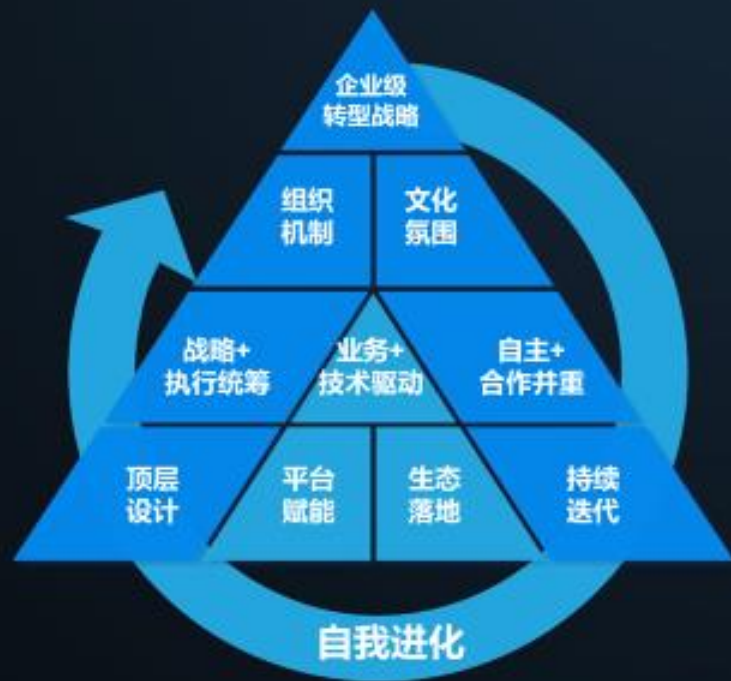 企业级
转型战略
组织
机制
文化
氛围
战略+
执行统筹
业务+
技术驱动
自主+
合作并重
顶层
设计
平台
赋能
生态
落地
持续
迭代
自我进化